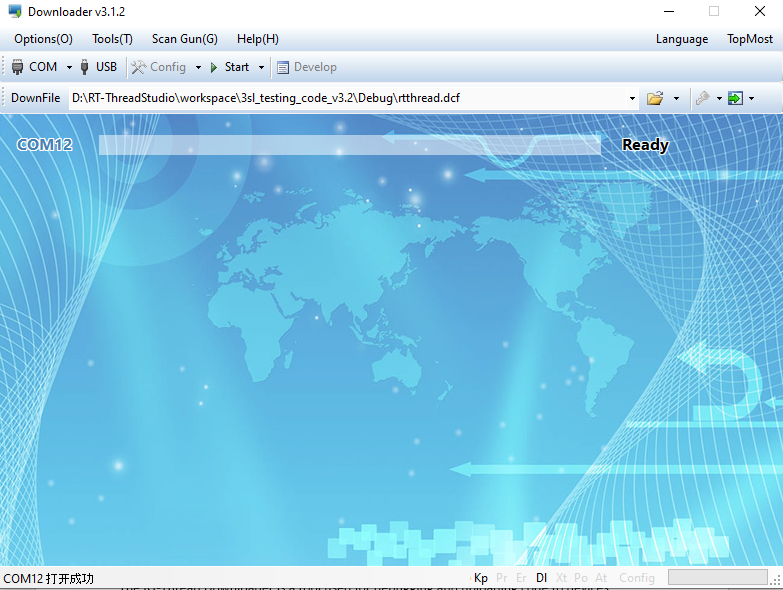 Downloader v3.1.2
Options(O) Tools(T) Scan Gun(G) Help(H) Language TopMost
COM USB Config Start Develop
DownFile D:\RT-ThreadStudio\workspace\3sl_testing_code_v3.2\Debug\rtthread.dcf
COM12 Ready
COM12 打开成功 Kp Pr Er Dl Xt Po At Config